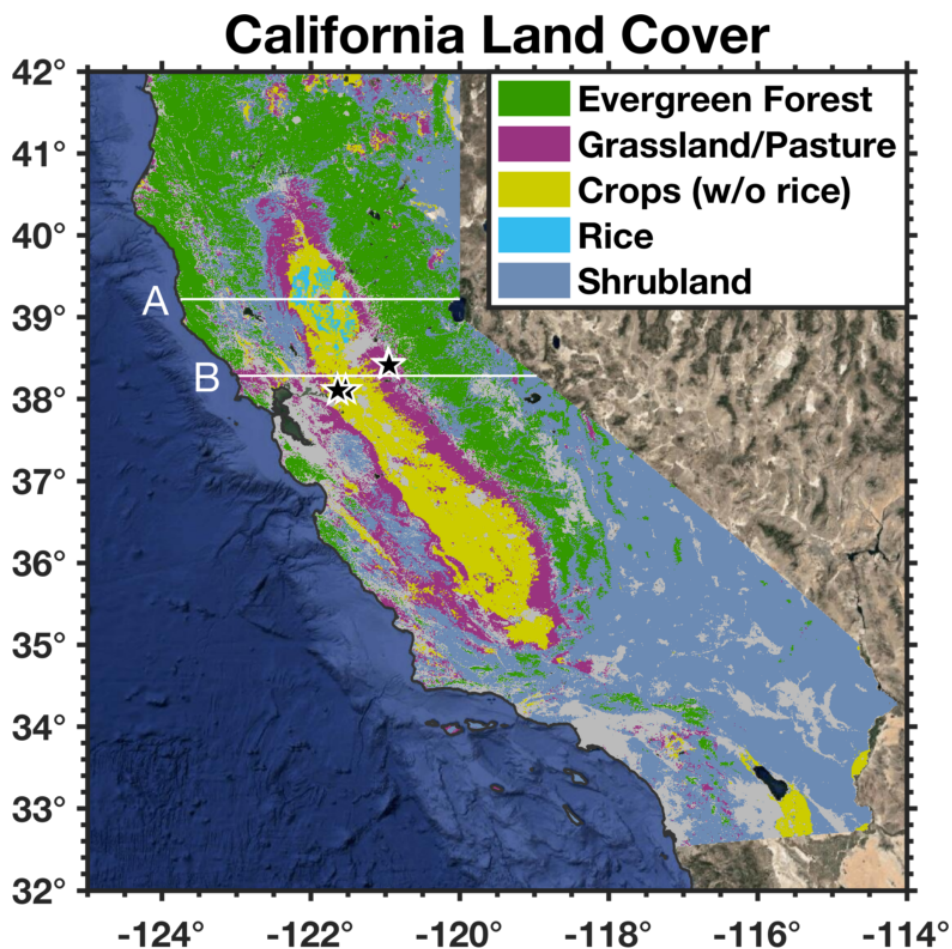 California Land Cover
42°
41°
40°
39°
38°
37°
36°
35°
34°
33°
32°
Evergreen Forest
Grassland/Pasture
Crops (w/o rice)
Rice
Shrubland
A
B
-124° -122° -120° -118° -116° -114°